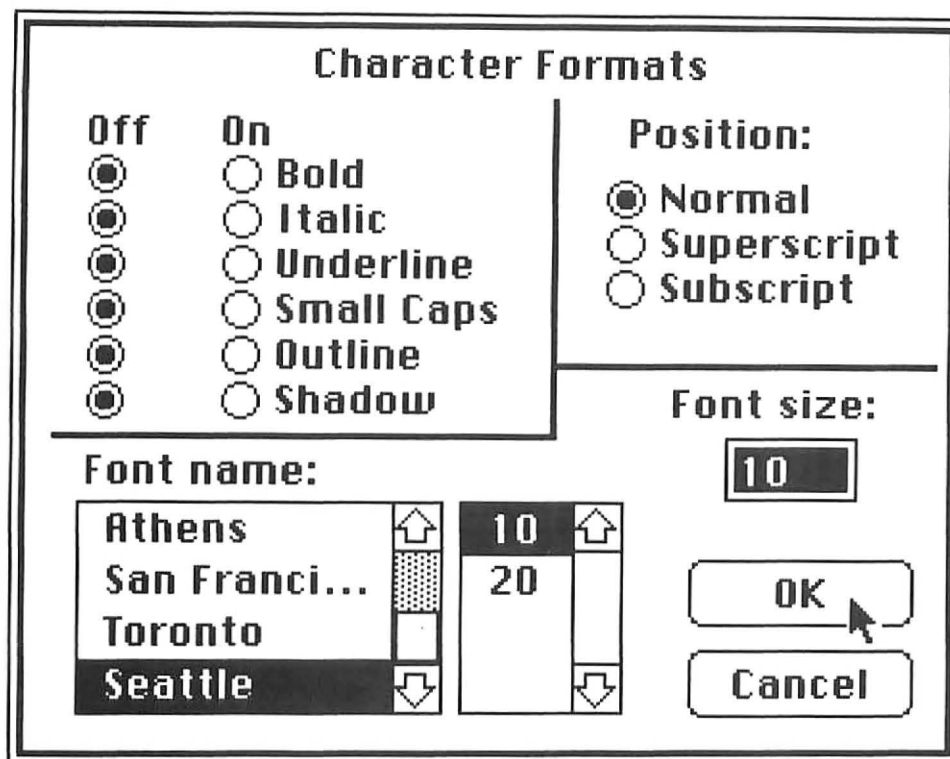 Character Formats
Off On
Bold
Italic
Underline
Small Caps
Outline
Shadow
Position:
Normal
Superscript
Subscript
Font size:
10
Font name:
Athens
San Franci...
Toronto
Seattle
10
20
OK
Cancel